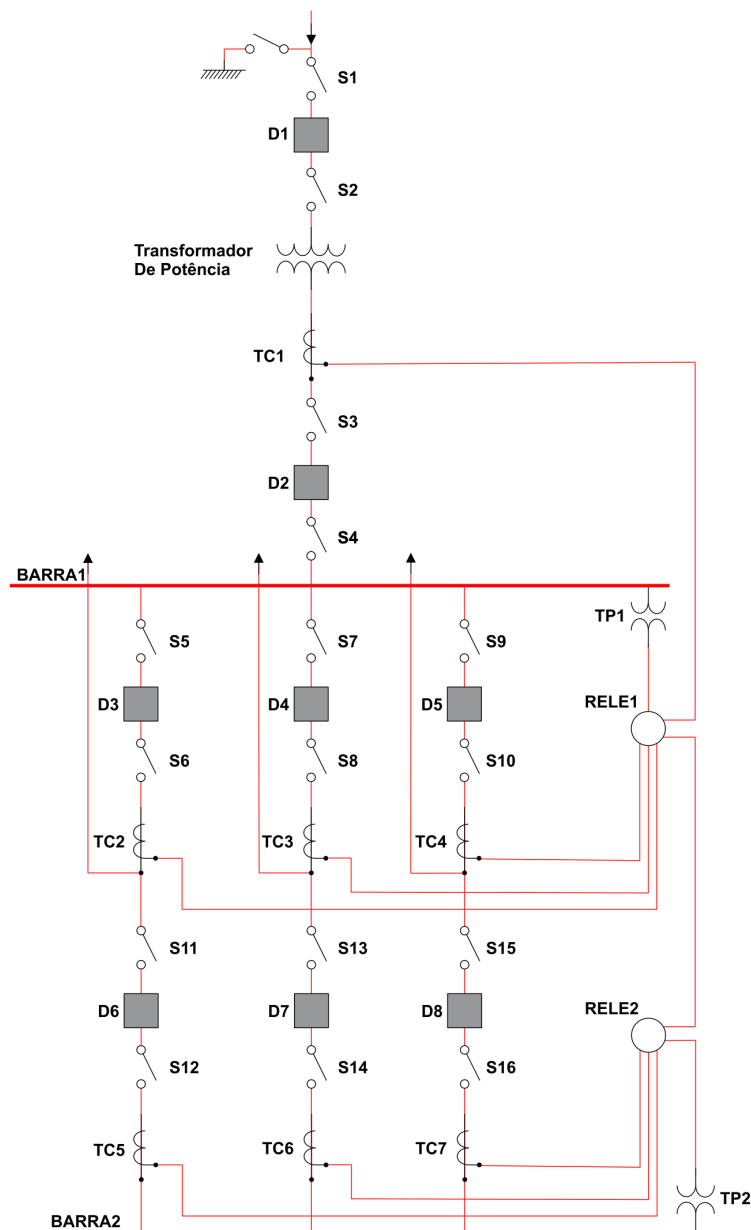 S1
D1
S2
Transformador
De Potência
TC1
S3
D2
S4
BARRA1
TP1
S5
S7
S9
D3
D4
D5
RELE1
S6
S8
S10
TC2
TC3
TC4
S11
S13
S15
D6
D7
D8
RELE2
S12
S14
S16
TC5
TC6
TC7
TP2
BARRA2